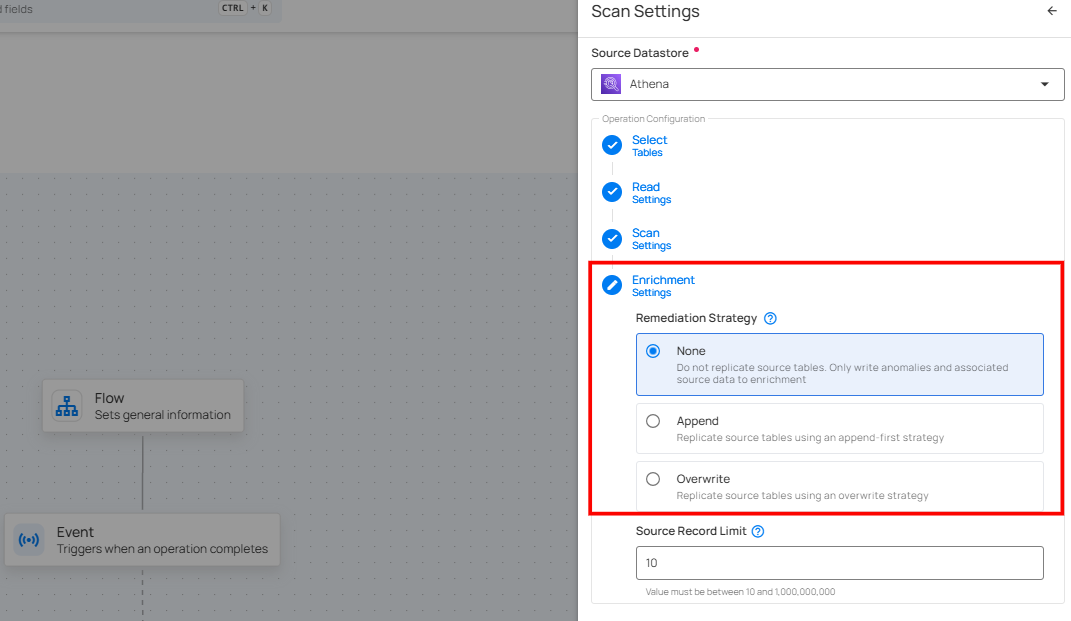 fields
CTRL + K
Scan Settings
Source Datastore
Athena
Operation Configuration
Select
Tables
Read
Settings
Scan
Settings
Enrichment
Settings
Remediation Strategy
None
Do not replicate source tables. Only write anomalies and associated
source data to enrichment
Append
Replicate source tables using an append-first strategy
Overwrite
Replicate source tables using an overwrite strategy
Source Record Limit
10
Value must be between 10 and 1,000,000,000
Flow
Sets general information
Event
Triggers when an operation completes